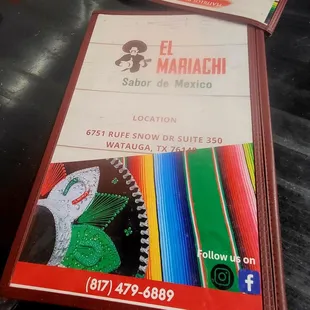 EL
MARIACHI
Sabor de Mexico
LOCATION
6751 RUFE SNOW DR SUITE 350
WATAUGA, TX 76148
Follow us on
(817) 479-6889